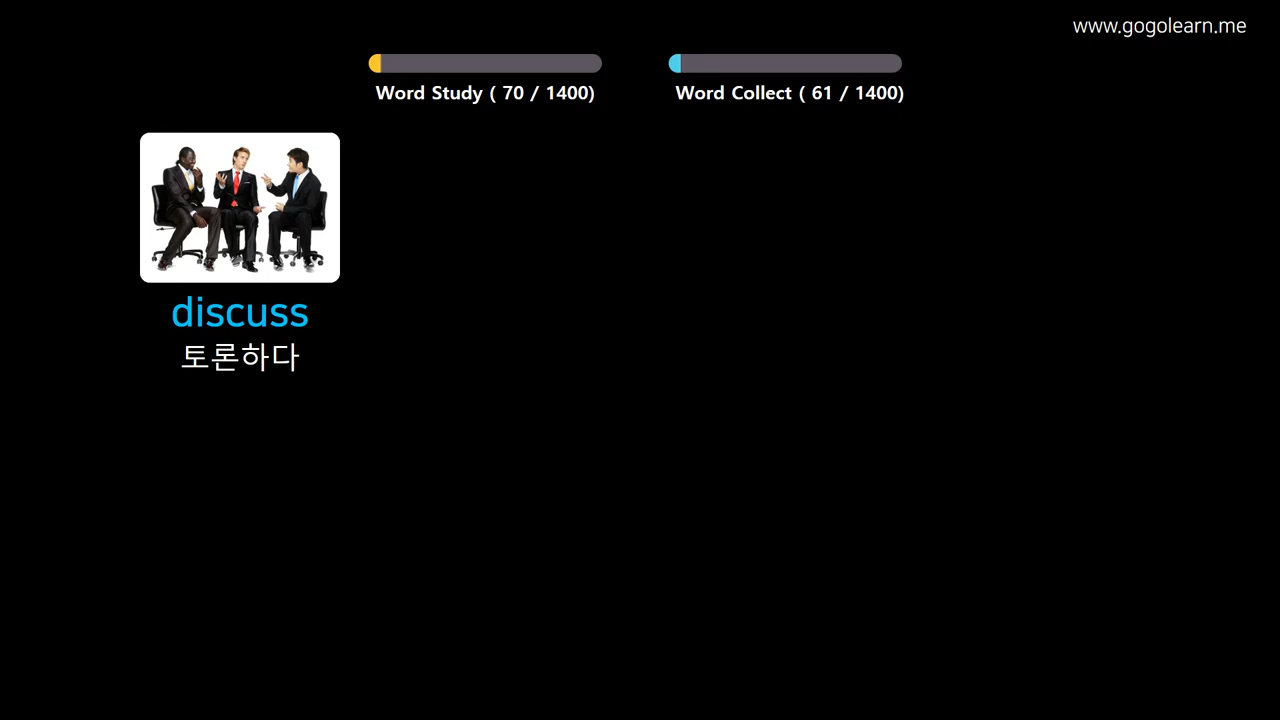 www.gogolearn.me
Word Study ( 70 / 1400)
Word Collect ( 61 / 1400)
discuss
토론하다